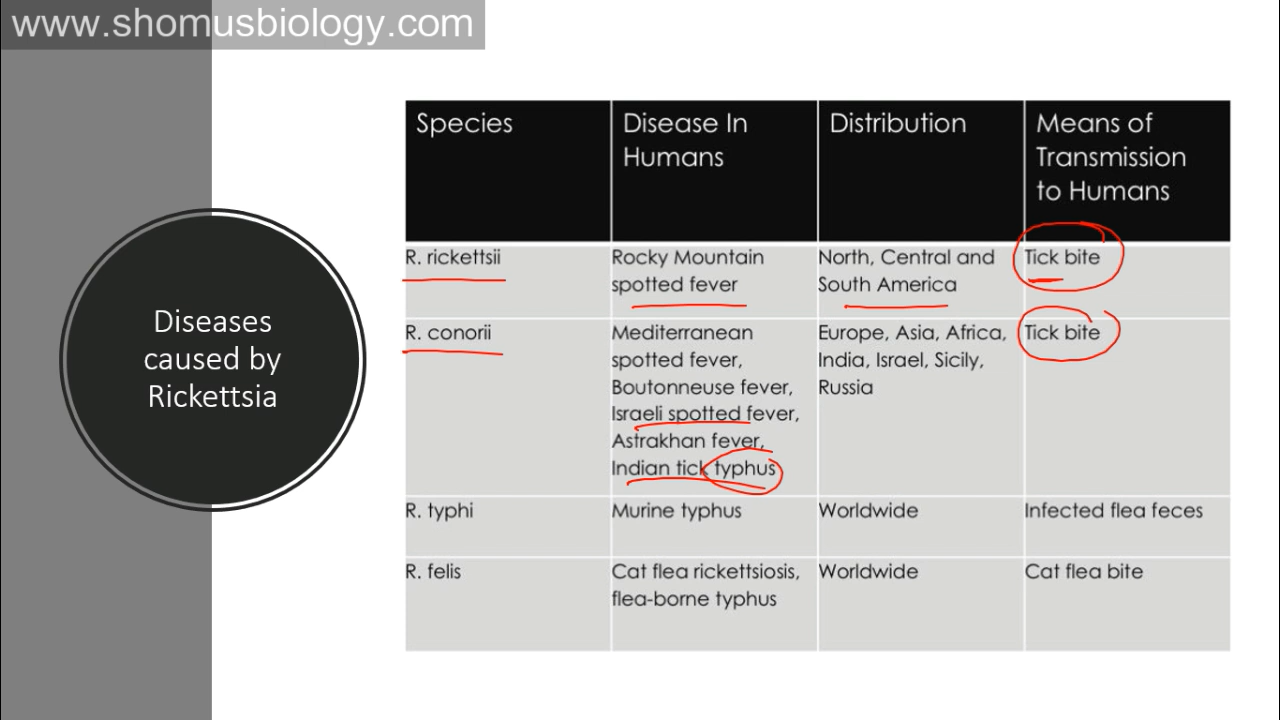 www.shomusbiology.com
Diseases
caused by
Rickettsia
Species
Disease In
Humans
Distribution
Means of
Transmission
to Humans
R. rickettsii
Rocky Mountain
spotted fever
North, Central and
South America
Tick bite
R. conorii
Mediterranean
spotted fever,
Boutonneuse fever,
Israeli spotted fever,
Astrakhan fever,
Indian tick typhus
Europe, Asia, Africa,
India, Israel, Sicily,
Russia
Tick bite
R. typhi
Murine typhus
Worldwide
Infected flea feces
R. felis
Cat flea rickettsiosis,
flea-borne typhus
Worldwide
Cat flea bite